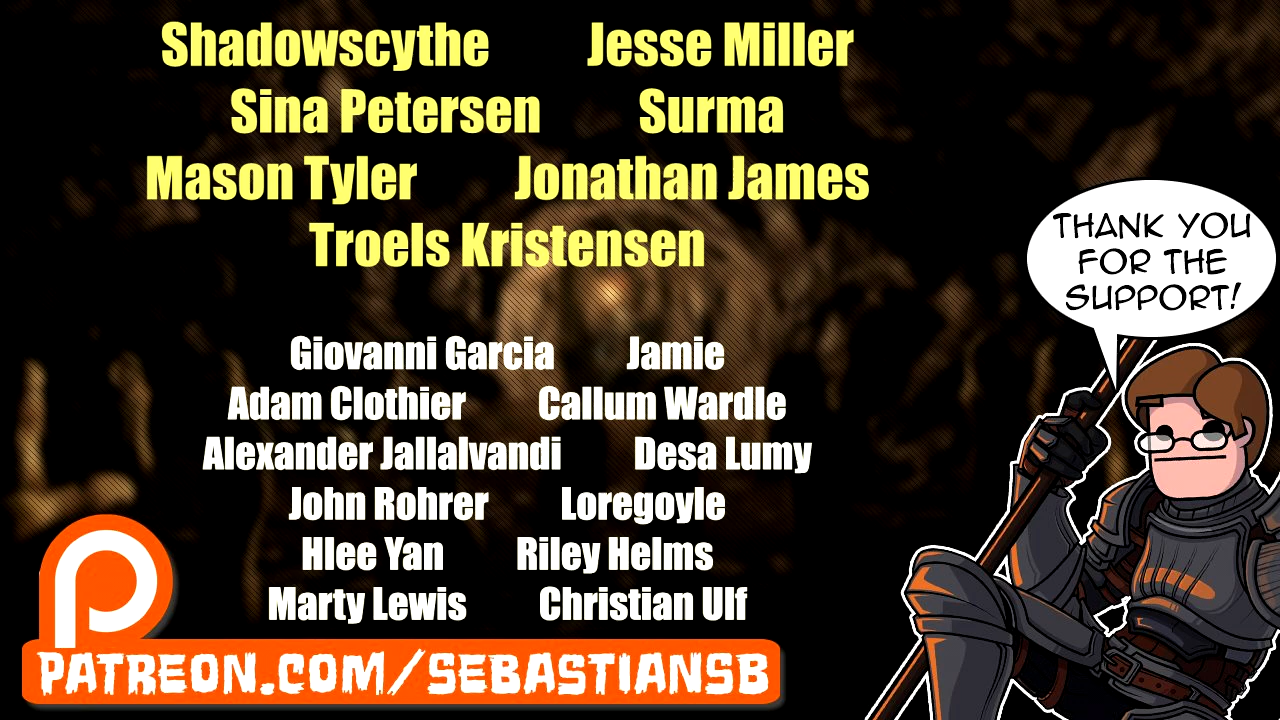 Shadowscythe Jesse Miller
Sina Petersen Surma
Mason Tyler Jonathan James
Troels Kristensen
Giovanni Garcia Jamie
Adam Clothier Callum Wardle
Alexander Jallalvandi Desa Lumy
John Rohrer Loregoyle
Hlee Yan Riley Helms
Marty Lewis Christian Ulf
PATREON.COM/SEBASTIANSB
THANK YOU
FOR THE
SUPPORT!